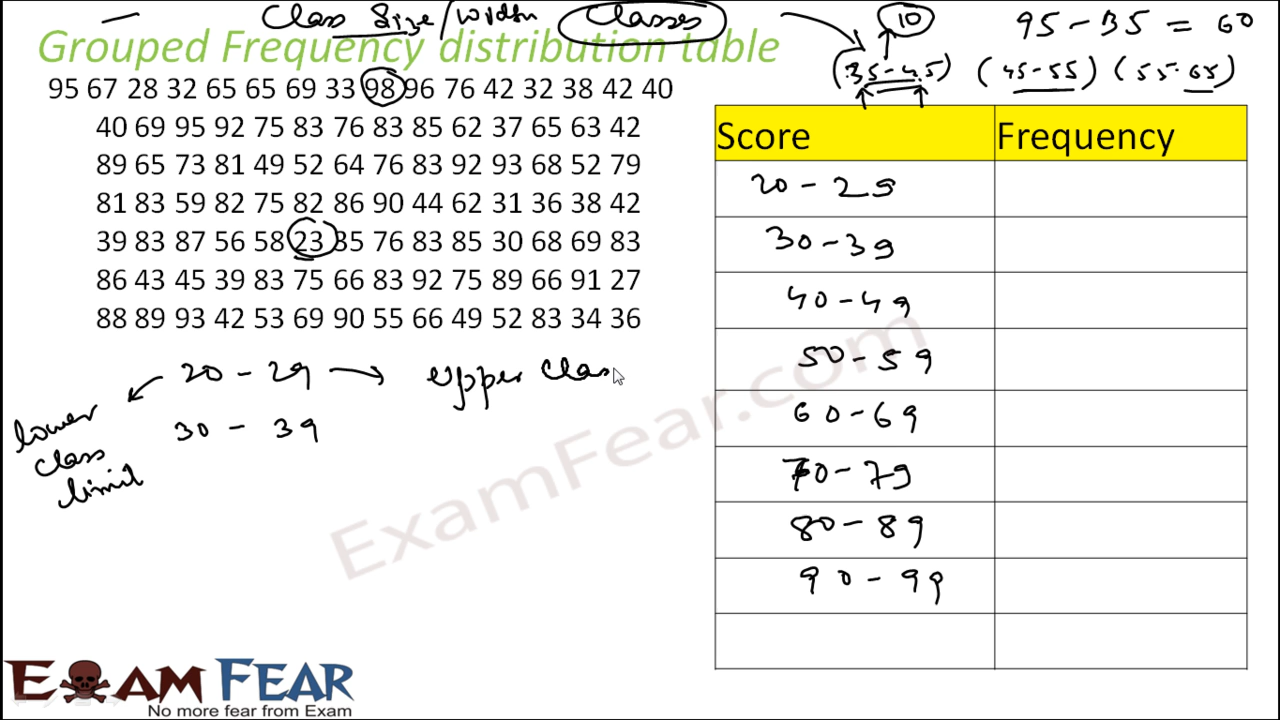 Class Size/Width Classes
10
95 - 35 = 60
Grouped Frequency distribution table
(35-45) (45-55) (55-65)
95 67 28 32 65 65 69 33 98 96 76 42 32 38 42 40
40 69 95 92 75 83 76 83 85 62 37 65 63 42
89 65 73 81 49 52 64 76 83 92 93 68 52 79
81 83 59 82 75 82 86 90 44 62 31 36 38 42
39 83 87 56 58 23 35 76 83 85 30 68 69 83
86 43 45 39 83 75 66 83 92 75 89 66 91 27
88 89 93 42 53 69 90 55 66 49 52 83 34 36
Score Frequency
20 - 29
30 - 39
40 - 49
50 - 59
60 - 69
70 - 79
80 - 89
90 - 99
20 - 29 upper clas
30 - 39
lower
class
limit
ExamFear.com
EXAM FEAR
No more fear from Exam